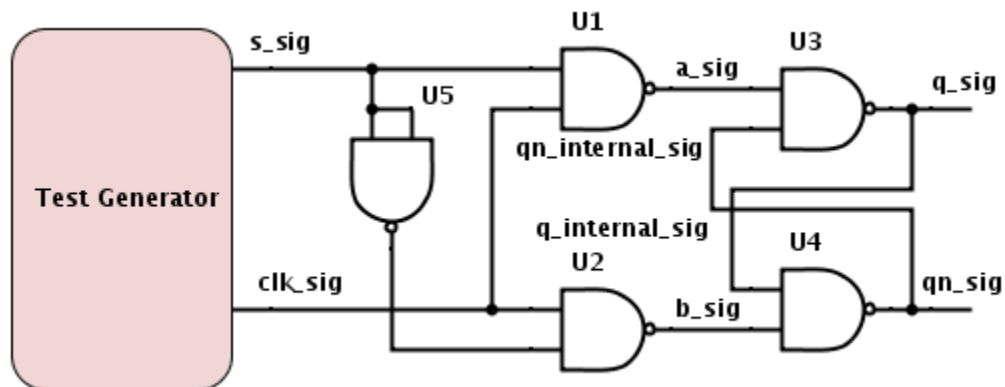 U1
s_sig
U3
a_sig
q_sig
U5
qn_internal_sig
Test Generator
q_internal_sig
U4
U2
clk_sig
qn_sig
b_sig